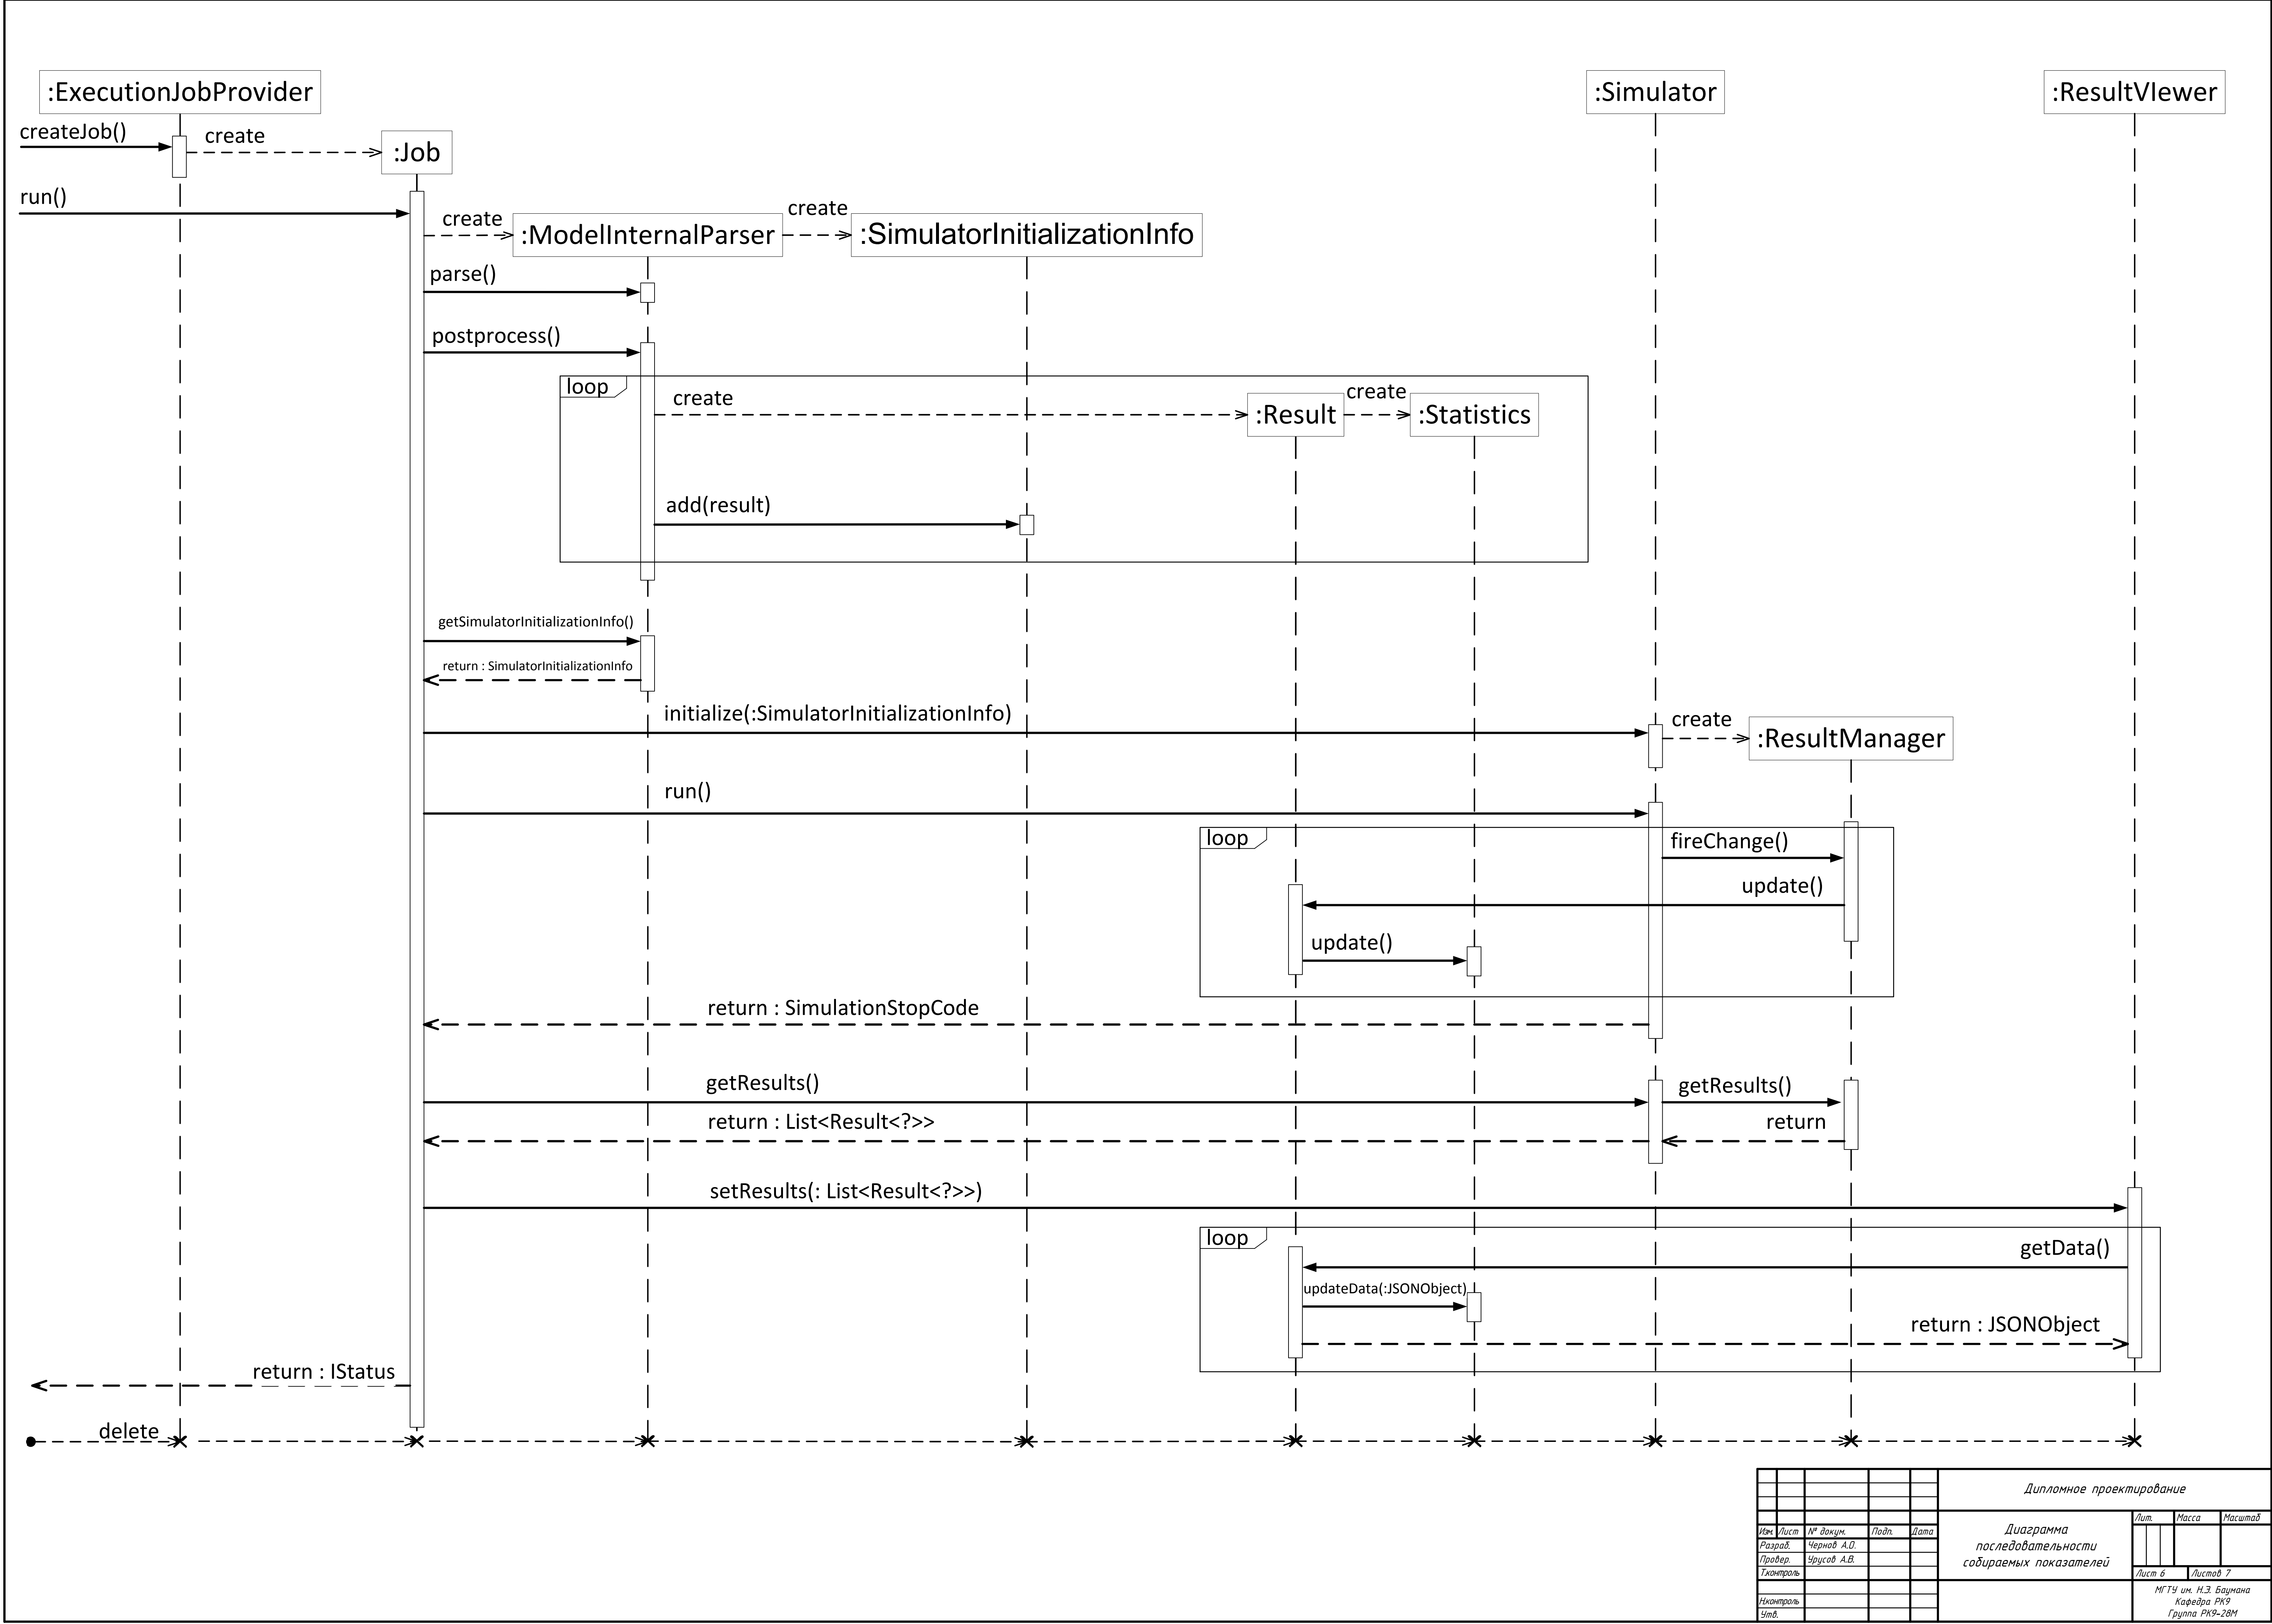 :ExecutionJobProvider
:Simulator
:ResultVIewer
createJob()
create
:Job
run()
create
:ModelInternalParser
create
:SimulatorInitializationInfo
parse()
postprocess()
loop
create
:Result
create
:Statistics
add(result)
getSimulatorInitializationInfo()
return : SimulatorInitializationInfo
initialize(:SimulatorInitializationInfo)
create
:ResultManager
run()
loop
fireChange()
update()
update()
return : SimulationStopCode
getResults()
getResults()
return : List<Result<?>>
return
setResults(: List<Result<?>>)
loop
getData()
updateData(:JSONObject)
return : JSONObject
return : IStatus
delete
Дипломное проектирование
Изм. Лист № докум. Подп. Дата
Разраб. Чернов А.О.
Провер. Урусов А.В.
Т.контроль
Н.контроль
Утв.
Диаграмма
последовательности
собираемых показателей
Лит. Масса Масштаб
Лист 6 Листов 7
МГТУ им. Н.Э. Баумана
Кафедра РК9
Группа РК9-28М